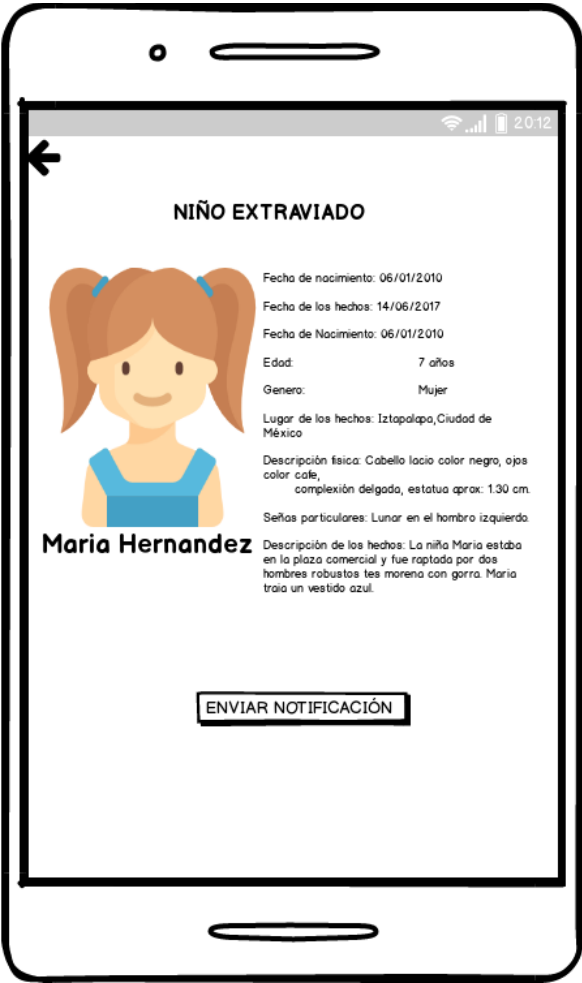 20:12
NIÑO EXTRAVIADO
Fecha de nacimiento: 06/01/2010
Fecha de los hechos: 14/06/2017
Fecha de Nacimiento: 06/01/2010
Edad: 7 años
Genero: Mujer
Lugar de los hechos: Iztapalapa,Ciudad de
México
Descripción fisica: Cabello lacio color negro, ojos
color cafe,
complexión delgada, estatua aprox: 1.30 cm.
Señas particulares: Lunar en el hombro izquierdo.
Maria Hernandez
Descripción de los hechos: La niña Maria estaba
en la plaza comercial y fue raptada por dos
hombres robustos tes morena con gorra. Maria
traia un vestido azul.
ENVIAR NOTIFICACIÓN